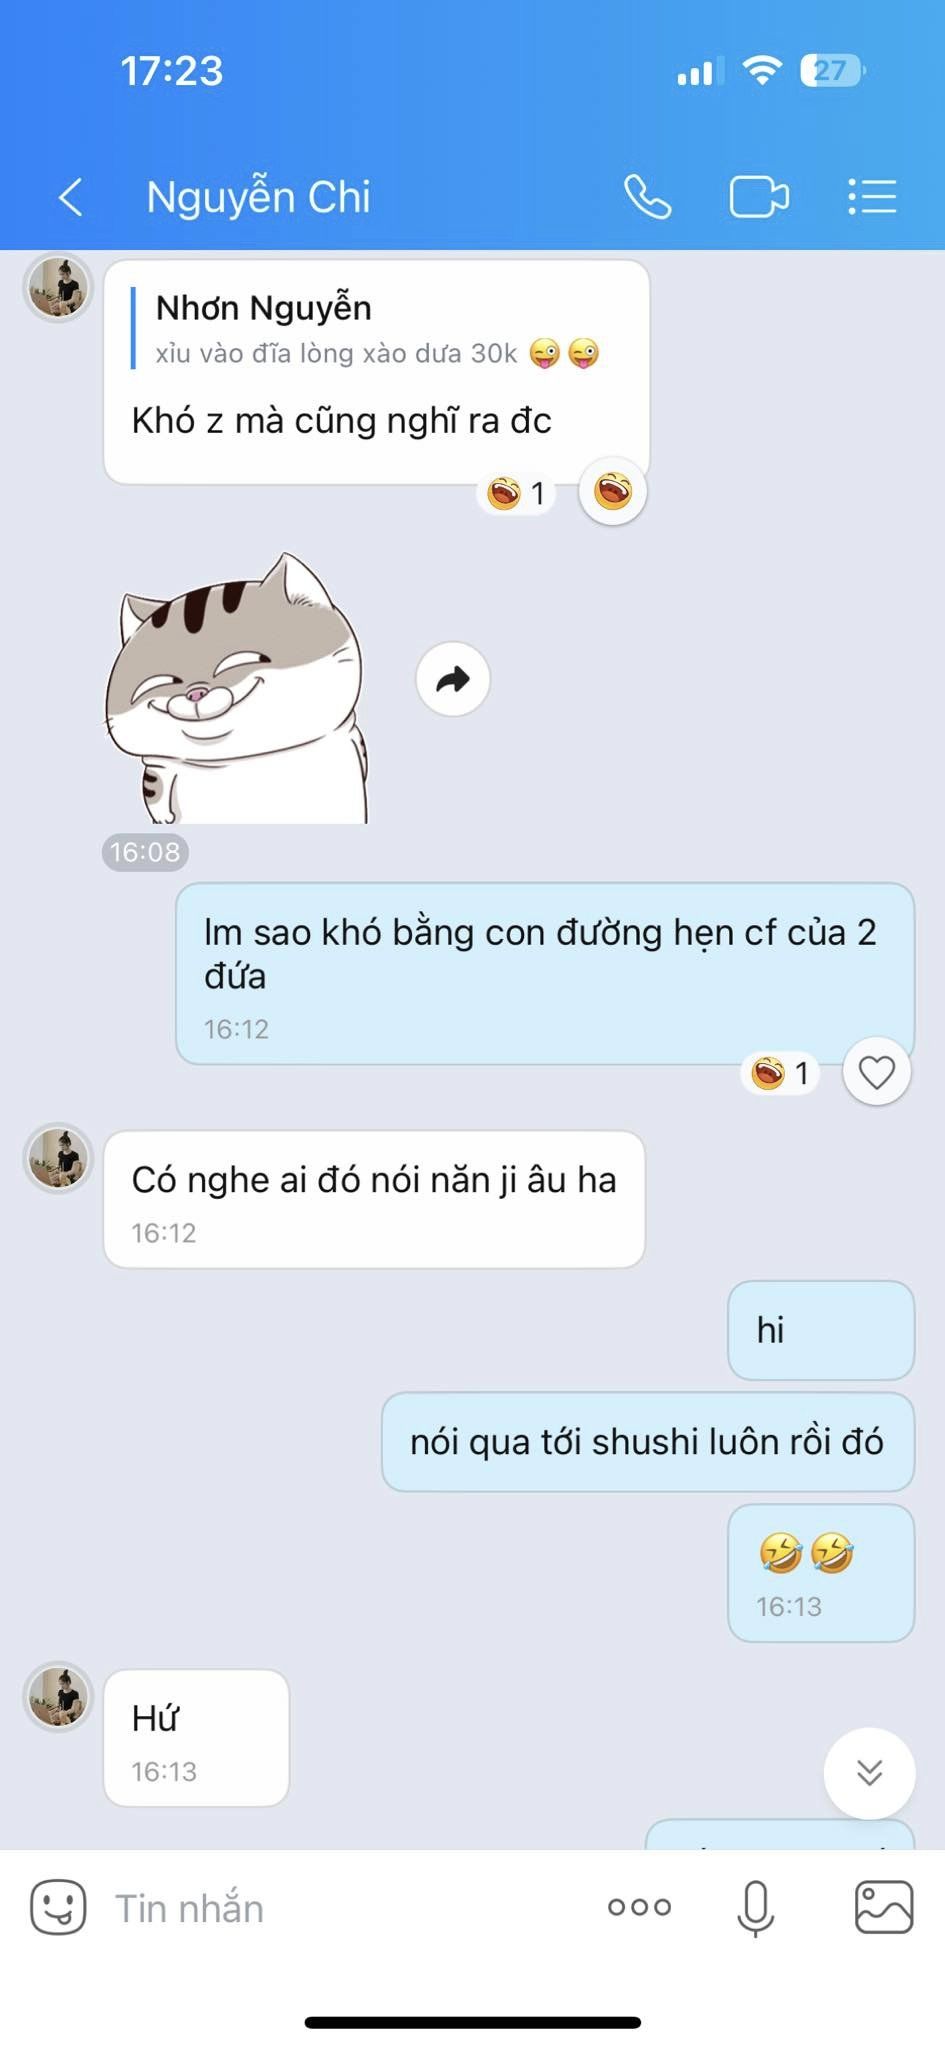 17:23
27
Nguyễn Chi
Nhơn Nguyễn
xỉu vào đĩa lòng xào dưa 30k 😜😜
Khó z mà cũng nghĩ ra đc
1
16:08
lm sao khó bằng con đường hẹn cf của 2
đứa
16:12
1
Có nghe ai đó nói năn ji âu ha
16:12
hi
nói qua tới shushi luôn rồi đó
🤣🤣
16:13
Hứ
16:13
Tin nhắn